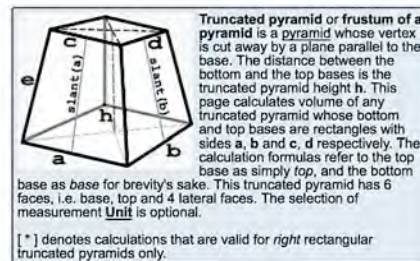 c
d
e
slant(a)
slant(b)
h
a
b
Truncated pyramid or frustum of a
pyramid is a pyramid whose vertex
is cut away by a plane parallel to the
base. The distance between the
bottom and the top bases is the
truncated pyramid height h. This
page calculates volume of any
truncated pyramid whose bottom
and top bases are rectangles with
sides a, b and c, d respectively. The
calculation formulas refer to the top
base as simply top, and the bottom
base as base for brevity's sake. This truncated pyramid has 6
faces, i.e. base, top and 4 lateral faces. The selection of
measurement Unit is optional.
[ * ] denotes calculations that are valid for right rectangular
truncated pyramids only.